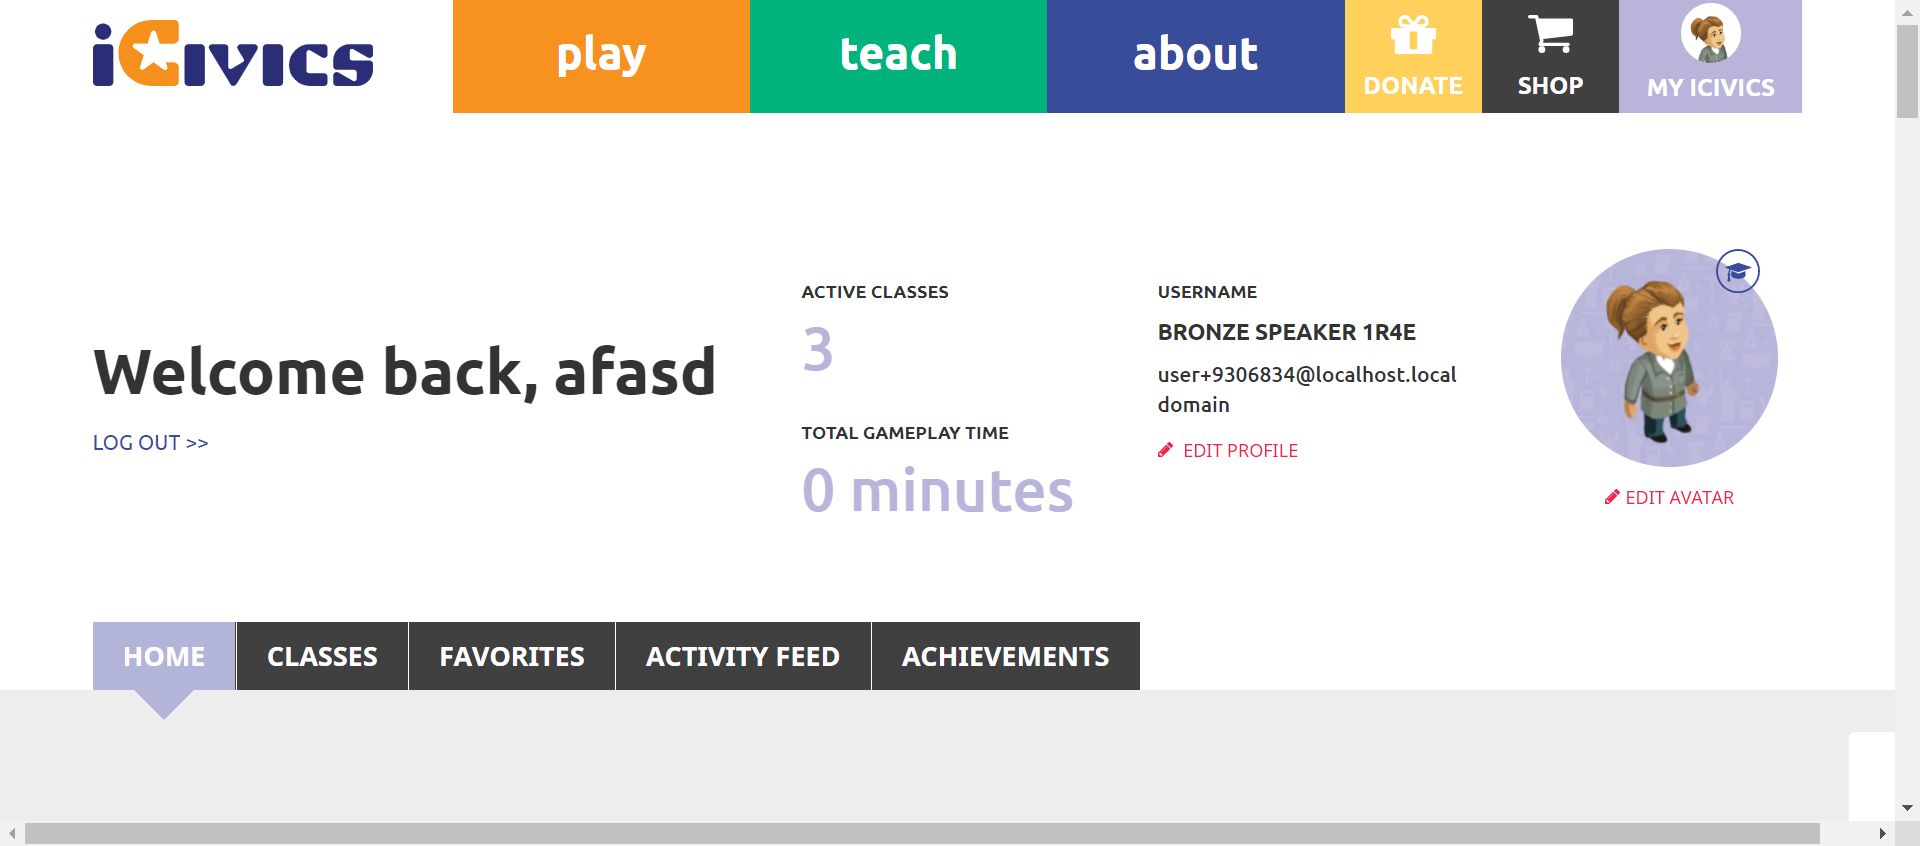 iCivics
play
teach
about
DONATE
SHOP
MY ICIVICS
Welcome back, afasd
LOG OUT >>
ACTIVE CLASSES
3
TOTAL GAMEPLAY TIME
0 minutes
USERNAME
BRONZE SPEAKER 1R4E
user+9306834@localhost.local
domain
EDIT PROFILE
EDIT AVATAR
HOME
CLASSES
FAVORITES
ACTIVITY FEED
ACHIEVEMENTS